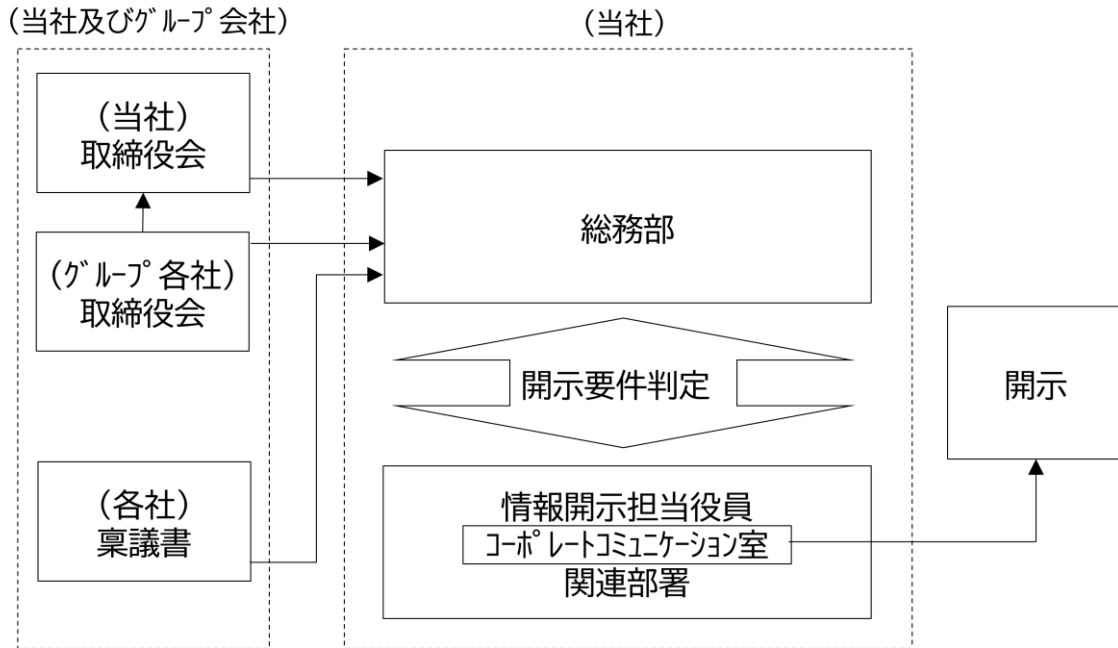 (当社及びｸﾞﾙｰﾌﾟ会社)
(当社)
(当社)
取締役会
(ｸﾞﾙｰﾌﾟ各社)
取締役会
(各社)
稟議書
総務部
開示要件判定
情報開示担当役員
ｺｰﾎﾟﾚｰﾄｺﾐｭﾆｹｰｼｮﾝ室
関連部署
開示